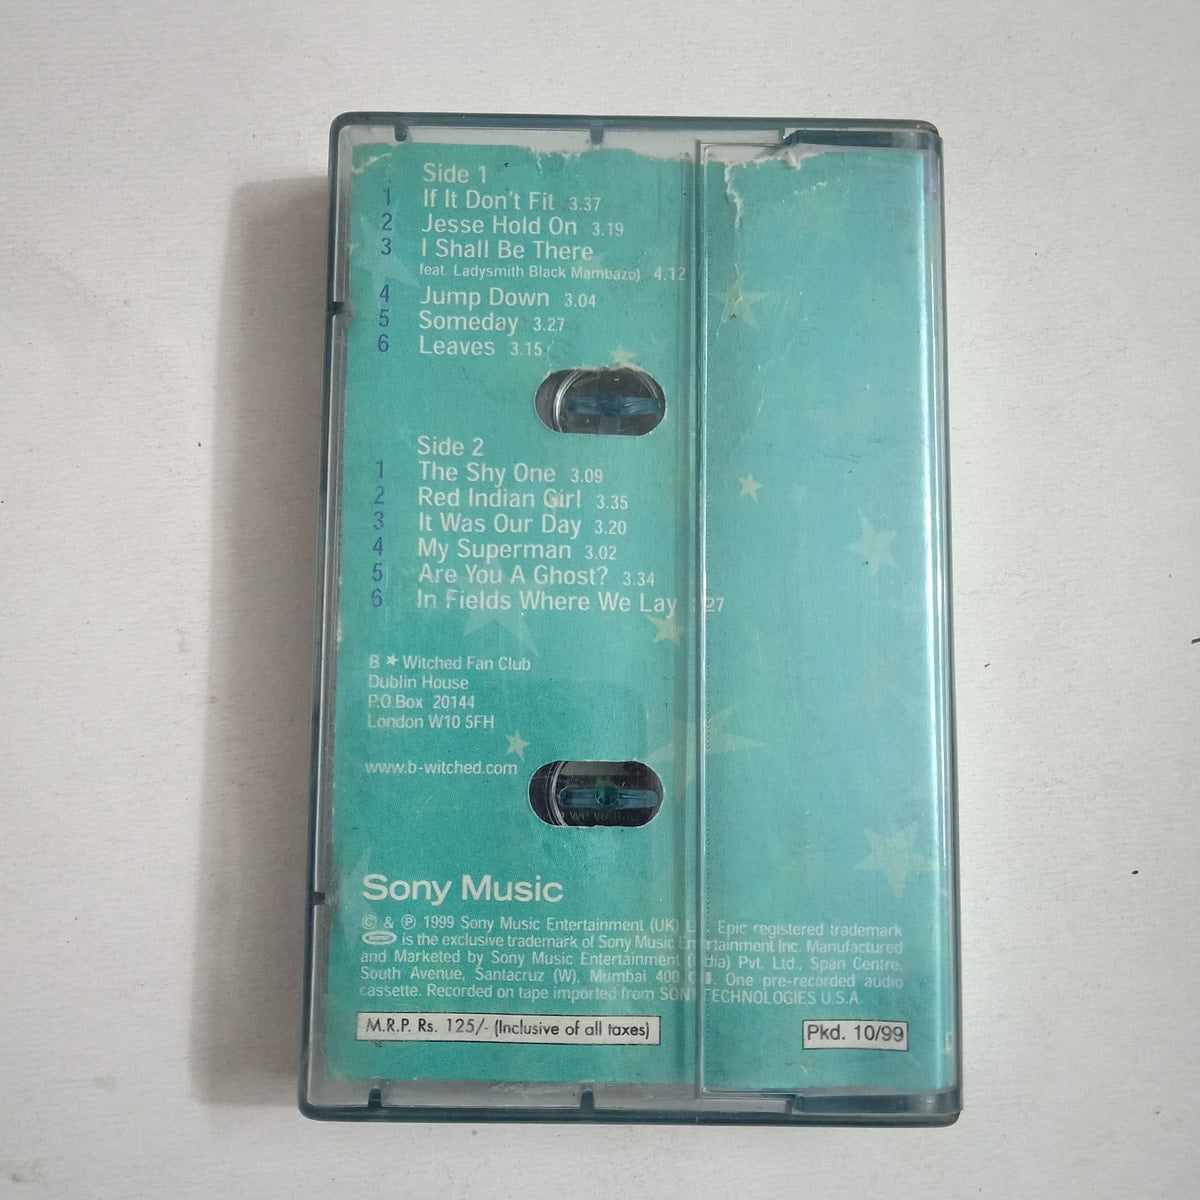 Side 1
1 If It Don't Fit 3.37
2 Jesse Hold On 3.19
3 I Shall Be There
feat. Ladysmith Black Mambazo) 4.12
4 Jump Down 3.04
5 Someday 3.27
6 Leaves 3.15
Side 2
1 The Shy One 3.09
2 Red Indian Girl 3.35
3 It Was Our Day 3.20
4 My Superman 3.02
5 Are You A Ghost? 3.34
6 In Fields Where We Lay 27
B ★ Witched Fan Club
Dublin House
P.O.Box 20144
London W10 5FH
www.b-witched.com
Sony Music
© & ℗ 1999 Sony Music Entertainment (UK) Epic registered trademark
is the exclusive trademark of Sony Music Entertainment Inc. Manufactured
and Marketed by Sony Music Entertainment (India) Pvt. Ltd., Span Centre,
South Avenue, Santacruz (W), Mumbai 400 One pre-recorded audio
cassette. Recorded on tape imported from SONY TECHNOLOGIES U.S.A.
M.R.P. Rs. 125/- (Inclusive of all taxes)
Pkd. 10/99